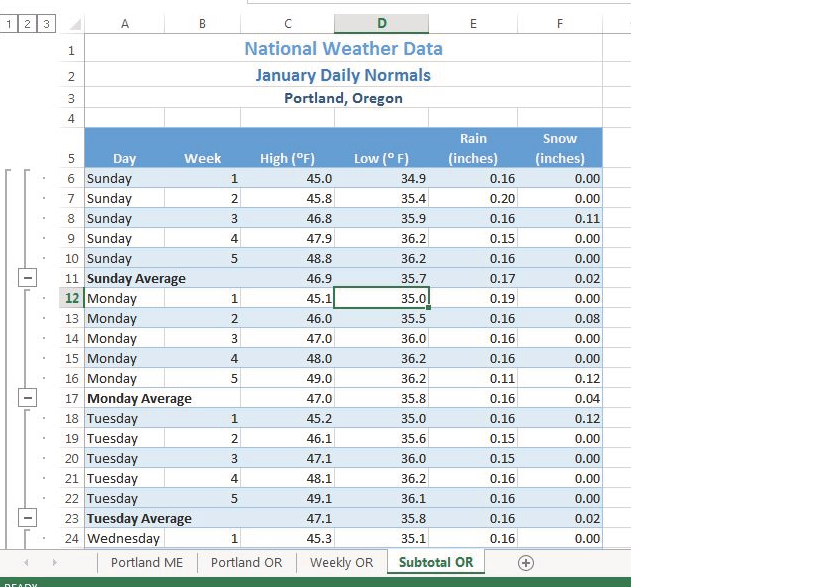 1 2 3 A B C D E F
1 National Weather Data
2 January Daily Normals
3 Portland, Oregon
4
Rain Snow
5 Day Week High (ºF) Low (º F) (inches) (inches)
6 Sunday 1 45.0 34.9 0.16 0.00
7 Sunday 2 45.8 35.4 0.20 0.00
8 Sunday 3 46.8 35.9 0.16 0.11
9 Sunday 4 47.9 36.2 0.15 0.00
10 Sunday 5 48.8 36.2 0.16 0.00
11 Sunday Average 46.9 35.7 0.17 0.02
12 Monday 1 45.1 35.0 0.19 0.00
13 Monday 2 46.0 35.5 0.16 0.08
14 Monday 3 47.0 36.0 0.16 0.00
15 Monday 4 48.0 36.2 0.16 0.00
16 Monday 5 49.0 36.2 0.11 0.12
17 Monday Average 47.0 35.8 0.16 0.04
18 Tuesday 1 45.2 35.0 0.16 0.12
19 Tuesday 2 46.1 35.6 0.15 0.00
20 Tuesday 3 47.1 36.0 0.15 0.00
21 Tuesday 4 48.1 36.2 0.16 0.00
22 Tuesday 5 49.1 36.1 0.16 0.00
23 Tuesday Average 47.1 35.8 0.16 0.02
24 Wednesday 1 45.3 35.1 0.16 0.00
Portland ME Portland OR Weekly OR Subtotal OR
READY